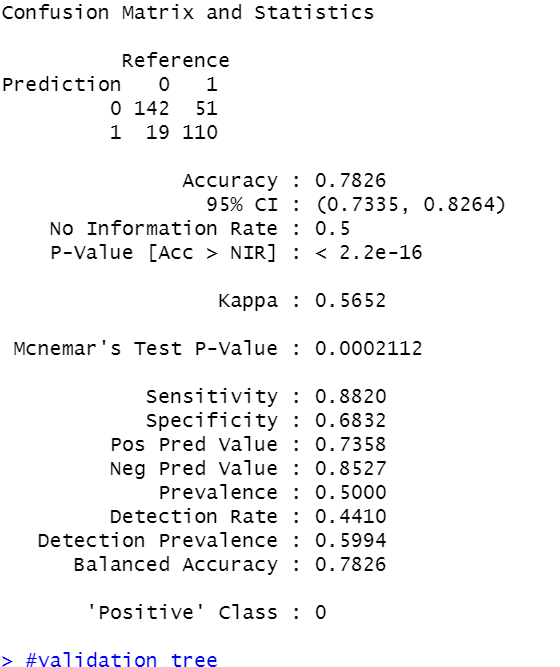 Confusion Matrix and Statistics
Reference
Prediction 0 1
0 142 51
1 19 110
Accuracy : 0.7826
95% CI : (0.7335, 0.8264)
No Information Rate : 0.5
P-Value [Acc > NIR] : < 2.2e-16
Kappa : 0.5652
Mcnemar's Test P-Value : 0.0002112
Sensitivity : 0.8820
Specificity : 0.6832
Pos Pred Value : 0.7358
Neg Pred Value : 0.8527
Prevalence : 0.5000
Detection Rate : 0.4410
Detection Prevalence : 0.5994
Balanced Accuracy : 0.7826
'Positive' Class : 0
> #validation tree